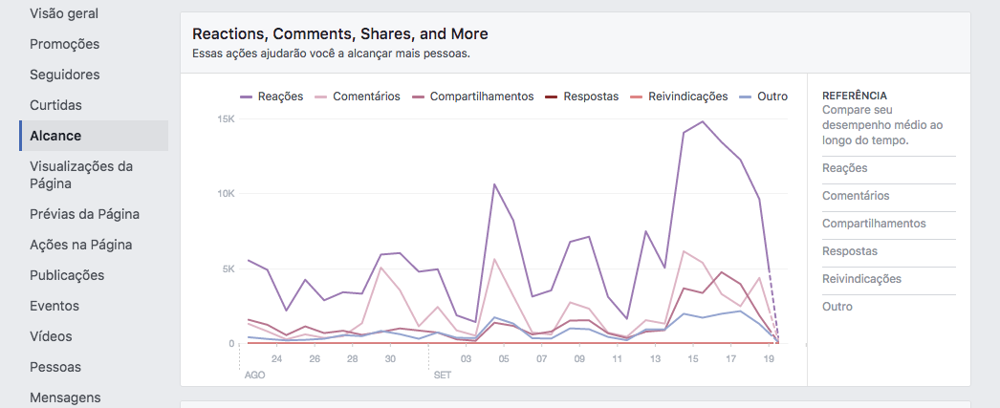 Visão geral
Promoções
Seguidores
Curtidas
Alcance
Visualizações da
Página
Prévias da Página
Ações na Página
Publicações
Eventos
Vídeos
Pessoas
Mensagens
Reactions, Comments, Shares, and More
Essas ações ajudarão você a alcançar mais pessoas.
Reações Comentários Compartilhamentos Respostas Reivindicações Outro
15K
10K
5K
0
24 26 28 30 03 05 07 09 11 13 15 17 19
AGO SET
REFERÊNCIA
Compare seu
desempenho médio ao
longo do tempo.
Reações
Comentários
Compartilhamentos
Respostas
Reivindicações
Outro